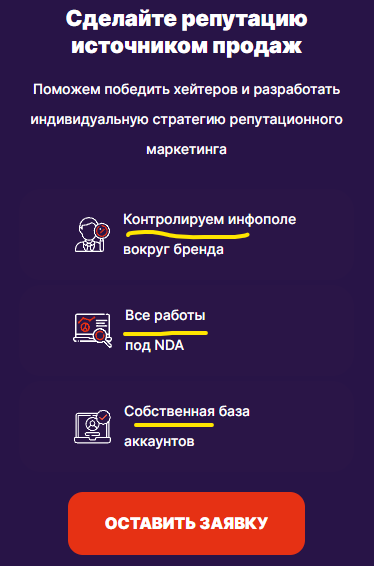 Сделайте репутацию
источником продаж
Поможем победить хейтеров и разработать
индивидуальную стратегию репутационного
маркетинга
Контролируем инфополе
вокруг бренда
Все работы
под NDA
Собственная база
аккаунтов
ОСТАВИТЬ ЗАЯВКУ